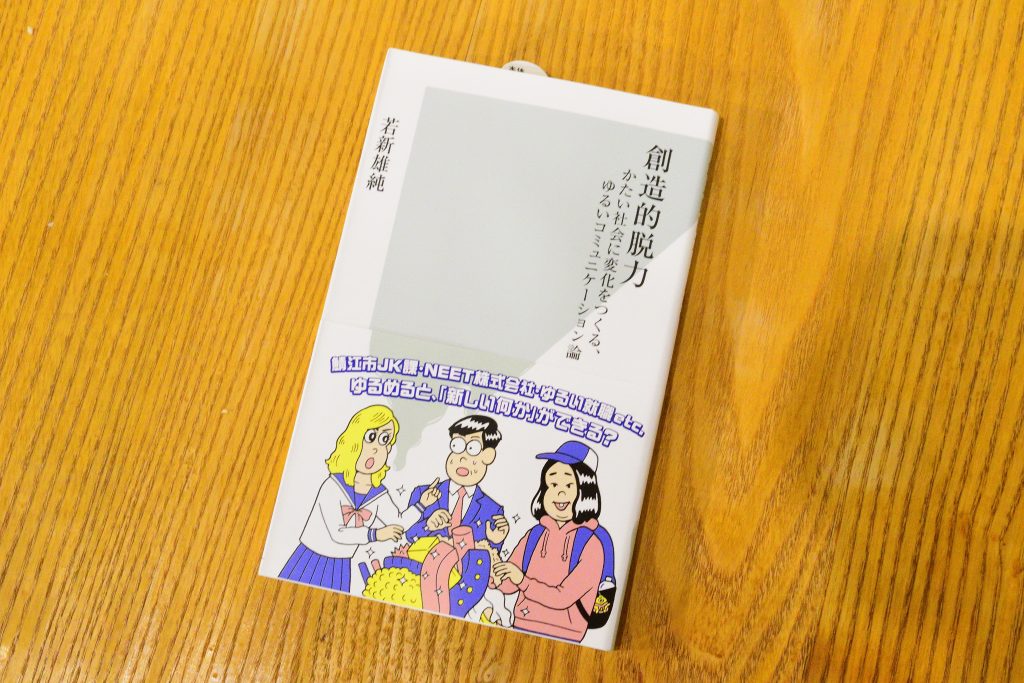 創造的脱力
かたい社会に変化をつくる、
ゆるいコミュニケーション論
若新雄純
鯖江市JK課・NEET株式会社・ゆるい就職etc.
ゆるめると、「新しい何か」ができる?